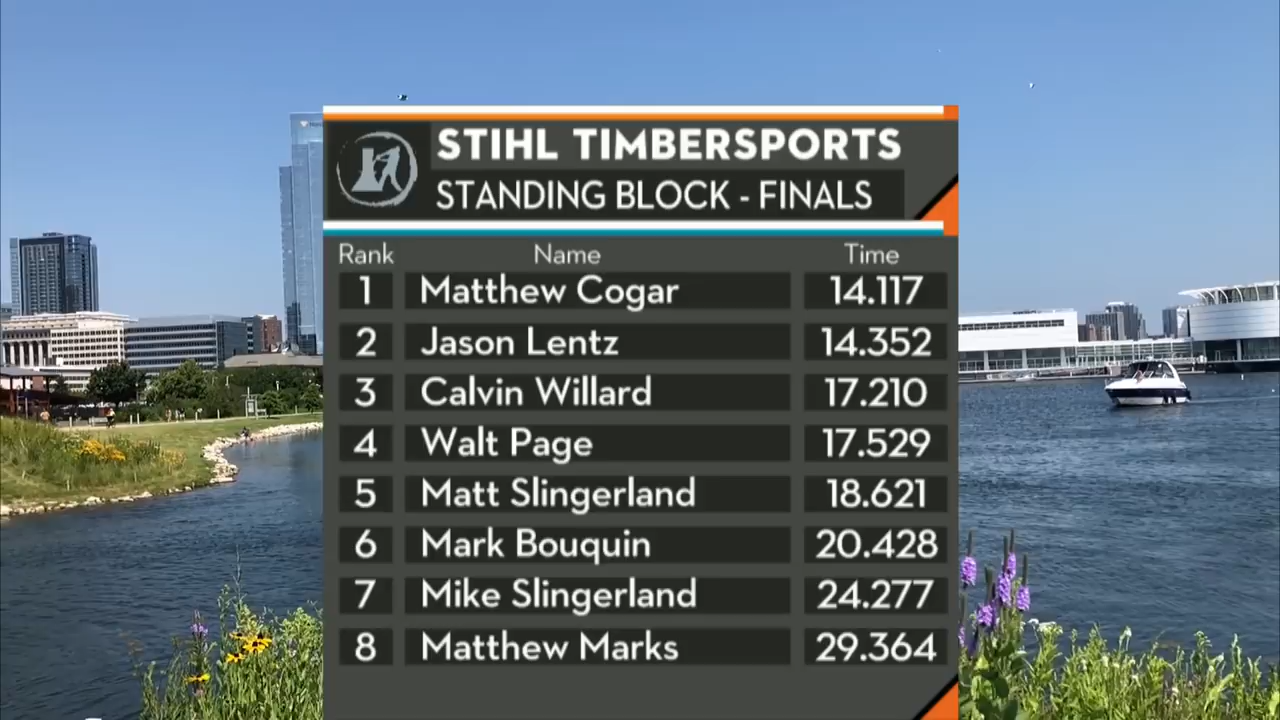 STIHL TIMBERSPORTS
STANDING BLOCK - FINALS
Rank Name Time
1 Matthew Cogar 14.117
2 Jason Lentz 14.352
3 Calvin Willard 17.210
4 Walt Page 17.529
5 Matt Slingerland 18.621
6 Mark Bouquin 20.428
7 Mike Slingerland 24.277
8 Matthew Marks 29.364